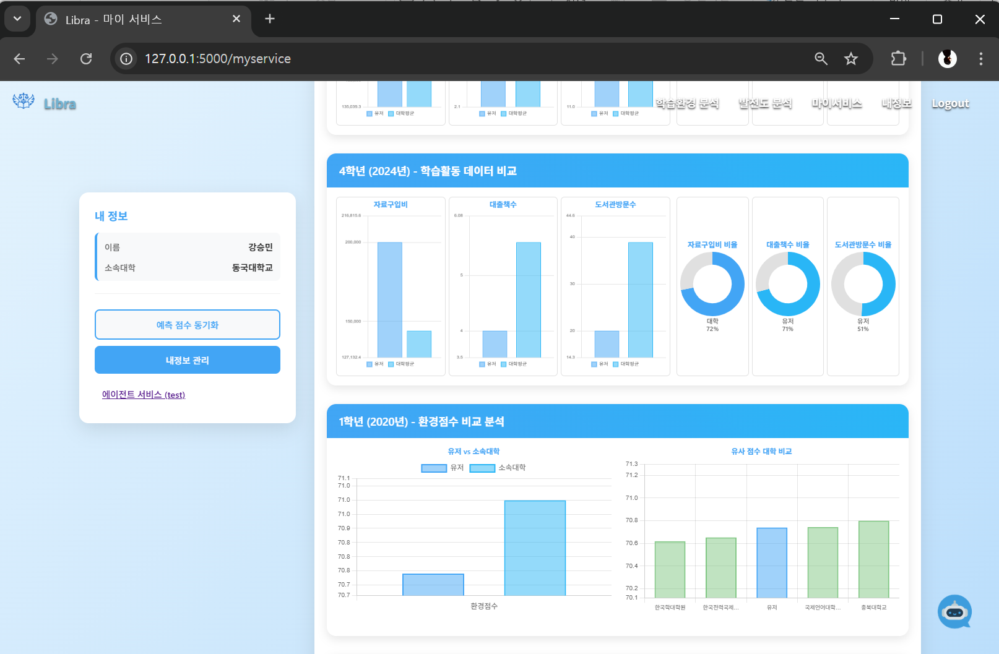 Libra - 마이 서비스
127.0.0.1:5000/myservice
Libra
학습환경 분석
발전도 분석
마이서비스
내정보
Logout
135,039.3
유저 대학평균
2.1
유저 대학평균
11.0
유저 대학평균
내 정보
이름 강승민
소속대학 동국대학교
예측 점수 동기화
내정보 관리
에이전트 서비스 (test)
4학년 (2024년) - 학습활동 데이터 비교
자료구입비
216,815.6
200,000
150,000
127,132.4
유저 대학평균
대출책수
6.08
5
4
3.5
유저 대학평균
도서관방문수
44.6
40
30
20
14.3
유저 대학평균
자료구입비 비율
대학
72%
대출책수 비율
유저
71%
도서관방문수 비율
유저
51%
1학년 (2020년) - 환경점수 비교 분석
유저 vs 소속대학
유저 소속대학
71.1
71.0
71.0
71.0
70.9
70.8
70.8
70.8
70.7
70.7
환경점수
유사 점수 대학 비교
71.3
71.2
71.0
70.8
70.6
70.4
70.2
70.1
한국학대학원
한국전력국제...
유저
국제언어대학...
충북대학교